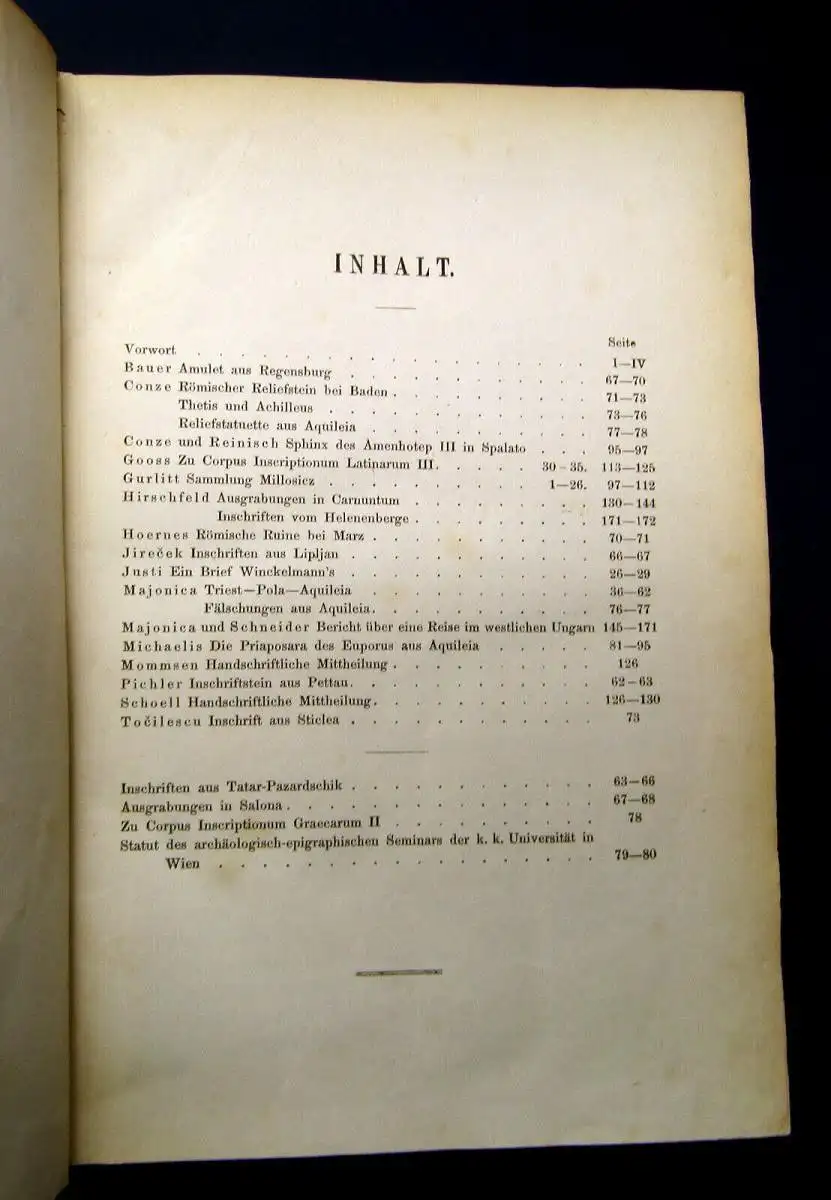 INHALT.
Seite
Vorwort . . . . . . . . . . . . . . . . I—IV
Bauer Amulet aus Regensburg . . . . . . . . . . 67—70
Conze Römischer Reliefstein bei Baden . . . . . . . . 71—73
Thetis und Achilleus . . . . . . . . . . 73—76
Reliefstatuette aus Aquileia . . . . . . . . . 77—78
Conze und Reinisch Sphinx des Amenhotep III in Spalato . . . 95—97
Gooss Zu Corpus Inscriptionum Latinarum III. . . . . 30—35. 113—125
Gurlitt Sammlung Millosicz . . . . . . . . 1—26. 97—112
Hirschfeld Ausgrabungen in Carnuntum . . . . . . . . 130—144
Inschriften vom Helenenberge . . . . . . . 171—172
Hoernes Römische Ruine bei Marz . . . . . . . . . 70—71
Jireček Inschriften aus Lipljan . . . . . . . . . . 66—67
Justi Ein Brief Winckelmann's . . . . . . . . . . 26—29
Majonica Triest—Pola—Aquileia . . . . . . . . . 36—62
Fälschungen aus Aquileia . . . . . . . . . 76—77
Majonica und Schneider Bericht über eine Reise im westlichen Ungarn 145—171
Michaelis Die Priaposara des Euporus aus Aquileia . . . . . 81—95
Mommsen Handschriftliche Mittheilung . . . . . . . . 126
Pichler Inschriftstein aus Pettau . . . . . . . . . . 62—63
Schoell Handschriftliche Mittheilung . . . . . . . . . 126—130
Točilescu Inschrift aus Sticlea . . . . . . . . . . 73
Inschriften aus Tatar-Pazardschik . . . . . . . . . . 63—66
Ausgrabungen in Salona . . . . . . . . . . . . . 67—68
Zu Corpus Inscriptionum Graecarum II . . . . . . . . 78
Statut des archäologisch-epigraphischen Seminars der k. k. Universität in
Wien . . . . . . . . . . . . . . . 79—80